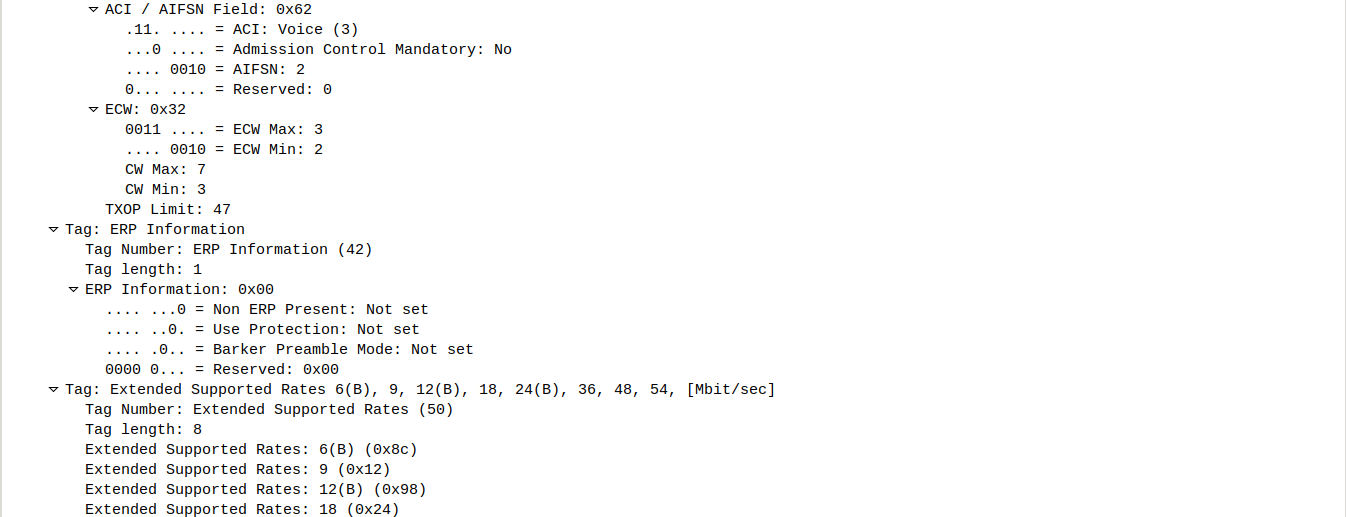 ACI / AIFSN Field: 0x62
.11. .... = ACI: Voice (3)
...0 .... = Admission Control Mandatory: No
.... 0010 = AIFSN: 2
0... .... = Reserved: 0
ECW: 0x32
0011 .... = ECW Max: 3
.... 0010 = ECW Min: 2
CW Max: 7
CW Min: 3
TXOP Limit: 47
Tag: ERP Information
Tag Number: ERP Information (42)
Tag length: 1
ERP Information: 0x00
.... ...0 = Non ERP Present: Not set
.... ..0. = Use Protection: Not set
.... .0.. = Barker Preamble Mode: Not set
0000 0... = Reserved: 0x00
Tag: Extended Supported Rates 6(B), 9, 12(B), 18, 24(B), 36, 48, 54, [Mbit/sec]
Tag Number: Extended Supported Rates (50)
Tag length: 8
Extended Supported Rates: 6(B) (0x8c)
Extended Supported Rates: 9 (0x12)
Extended Supported Rates: 12(B) (0x98)
Extended Supported Rates: 18 (0x24)